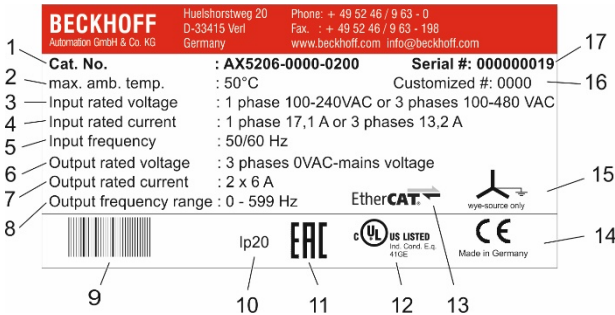 BECKHOFF
Automation GmbH & Co. KG
Huelshorstweg 20
D-33415 Verl
Germany
Phone: + 49 52 46 / 9 63 - 0
Fax. : + 49 52 46 / 9 63 - 198
www.beckhoff.com info@beckhoff.com
17
1 Cat. No. : AX5206-0000-0200 Serial #: 000000019
2 max. amb. temp. : 50°C Customized #: 0000 16
3 Input rated voltage : 1 phase 100-240VAC or 3 phases 100-480 VAC
4 Input rated current : 1 phase 17,1 A or 3 phases 13,2 A
5 Input frequency : 50/60 Hz
6 Output rated voltage : 3 phases 0VAC-mains voltage
7 Output rated current : 2 x 6 A
8 Output frequency range : 0 - 599 Hz
EtherCAT®
15
wye-source only
Ip20
EAC
c UL US LISTED
Ind. Cond. E.q.
41GE
CE
Made in Germany
14
9 10 11 12 13